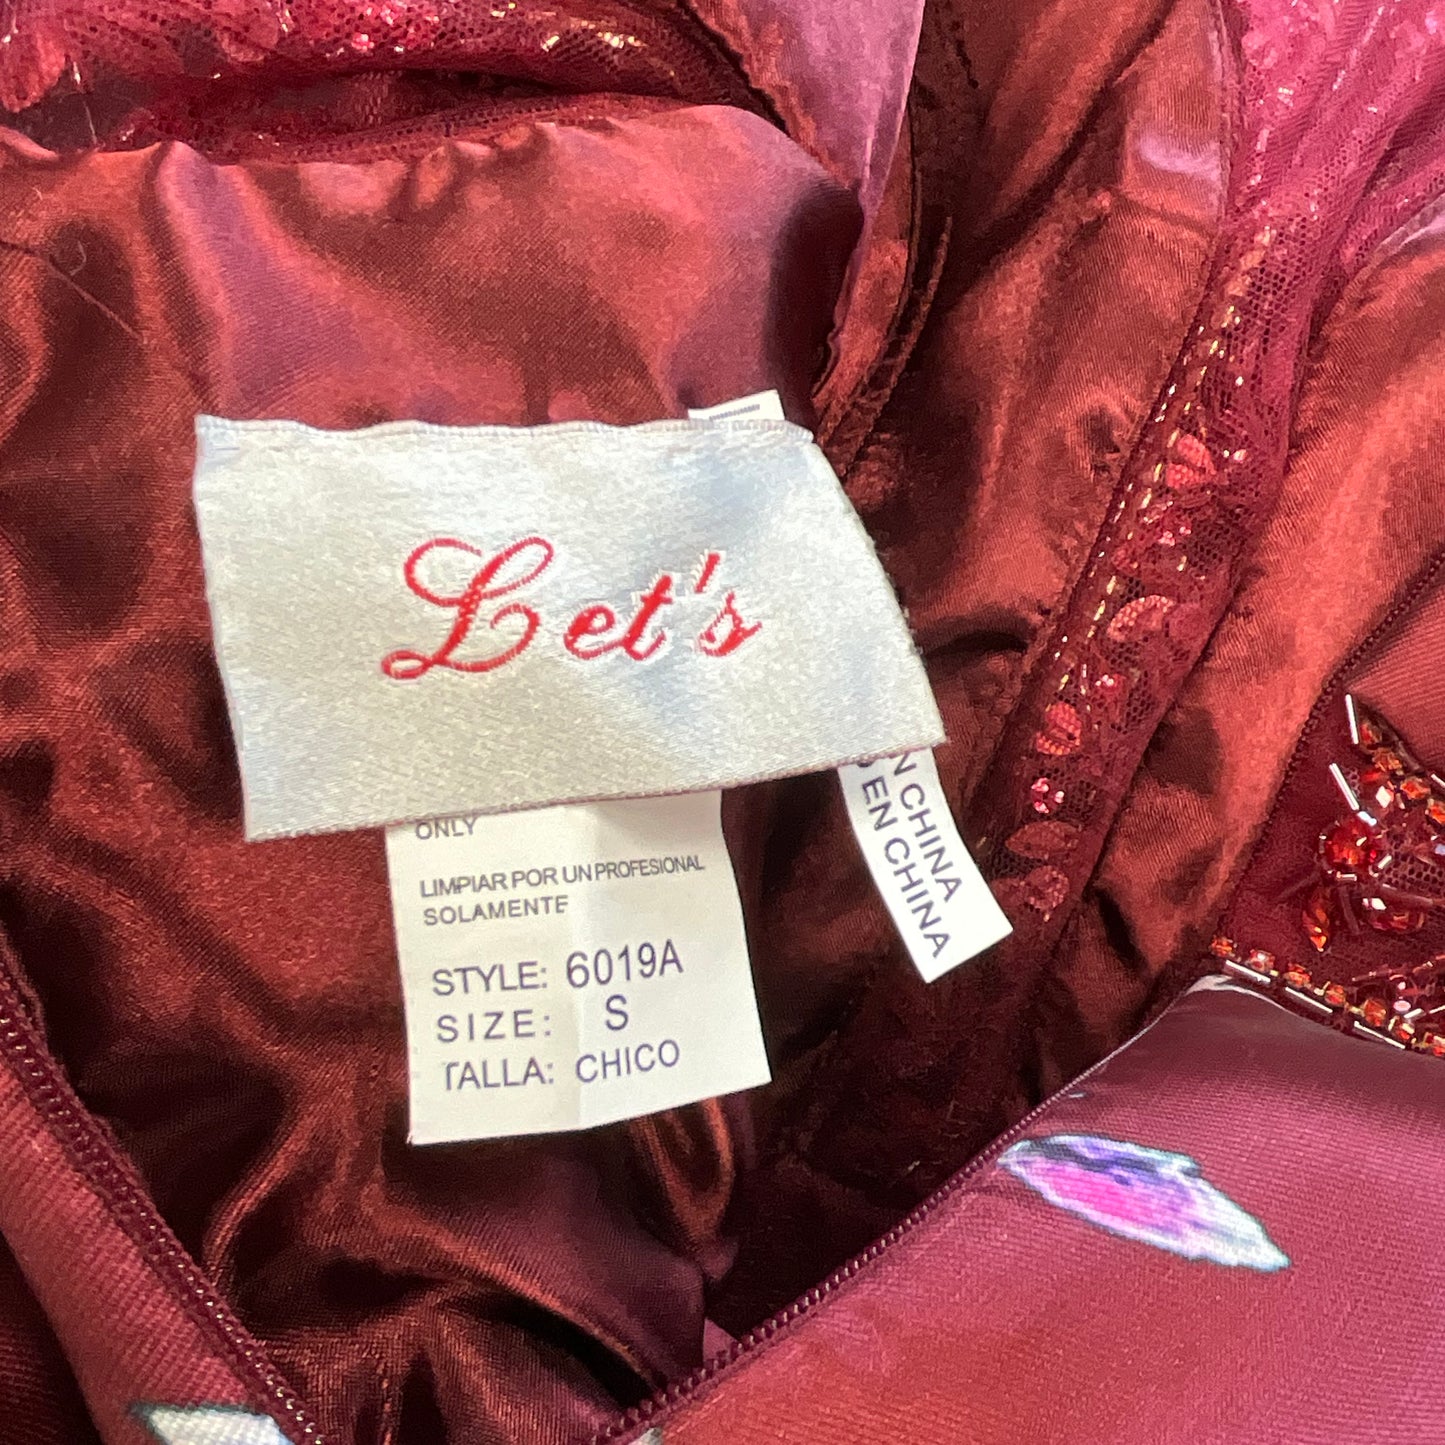 Let's
ONLY
LIMPIAR POR UN PROFESIONAL
SOLAMENTE
STYLE: 6019A
SIZE: S
TALLA: CHICO
CHINA
EN CHINA